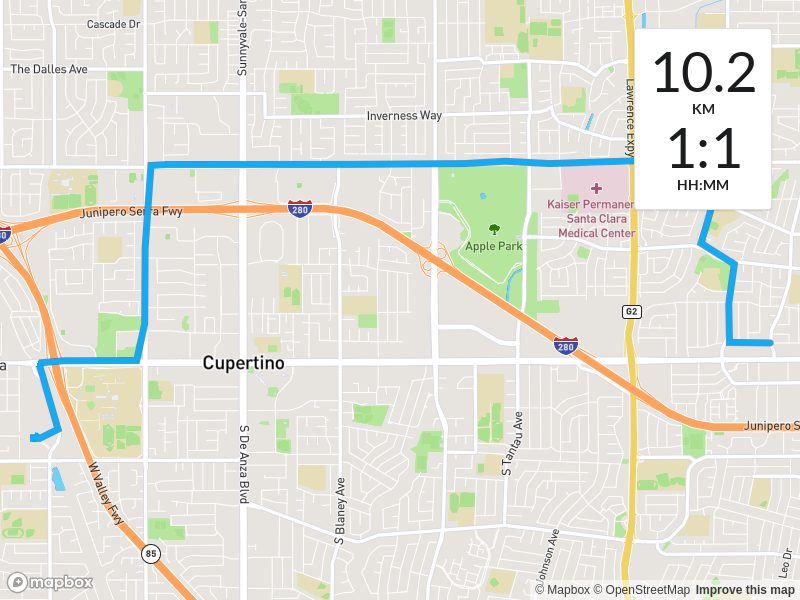 Cascade Dr
Sunnyvale-Sar
The Dalles Ave
Inverness Way
Lawrence Expy
10.2
KM
1:1
HH:MM
Junipero Serra Fwy
280
Kaiser Permanen
Santa Clara
Medical Center
Apple Park
G2
280
Cupertino
a
S De Anza Blvd
S Blaney Ave
S Tantau Ave
Junipero S
W Valley Fwy
85
Johnson Ave
Leo Dr
mapbox
© Mapbox © OpenStreetMap Improve this map